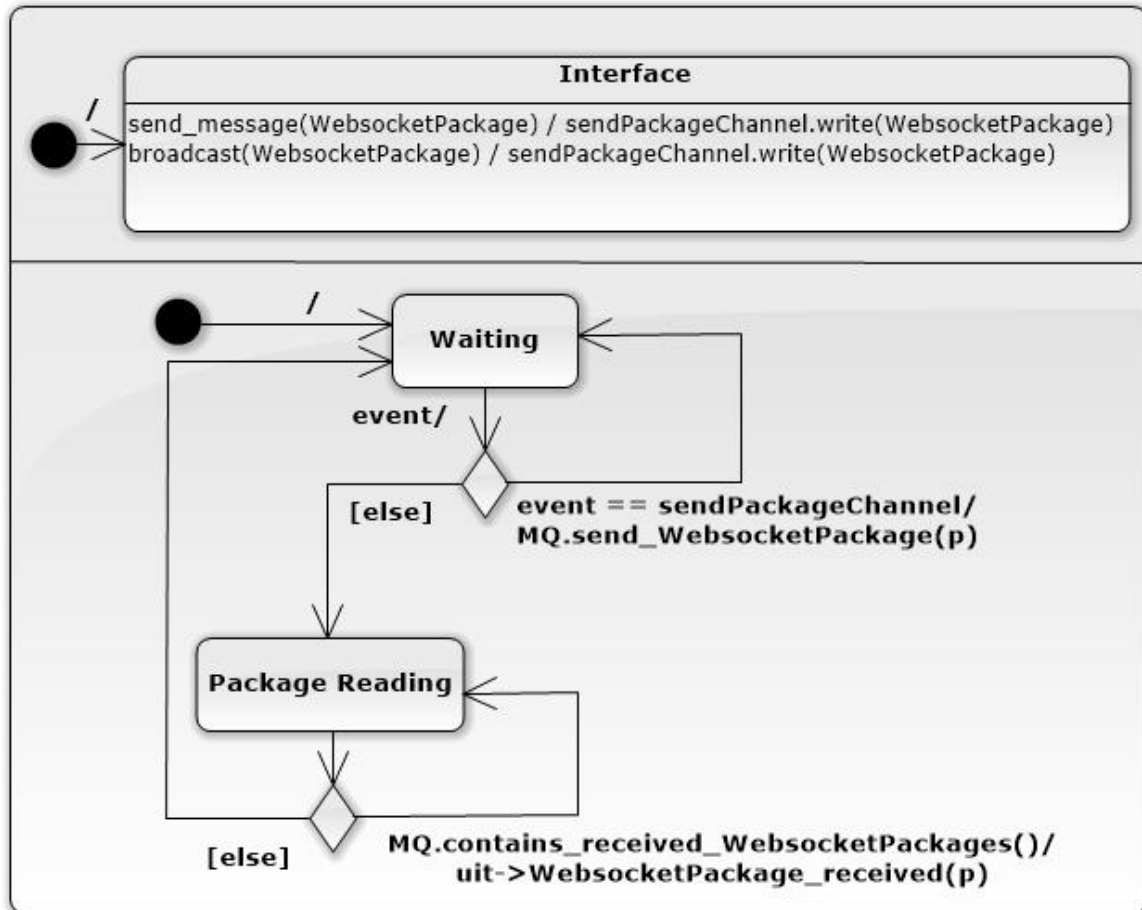 Interface
/
send_message(WebsocketPackage) / sendPackageChannel.write(WebsocketPackage)
broadcast(WebsocketPackage) / sendPackageChannel.write(WebsocketPackage)
/
Waiting
event/
[else]
event == sendPackageChannel/
MQ.send_WebsocketPackage(p)
Package Reading
[else]
MQ.contains_received_WebsocketPackages()/
uit->WebsocketPackage_received(p)